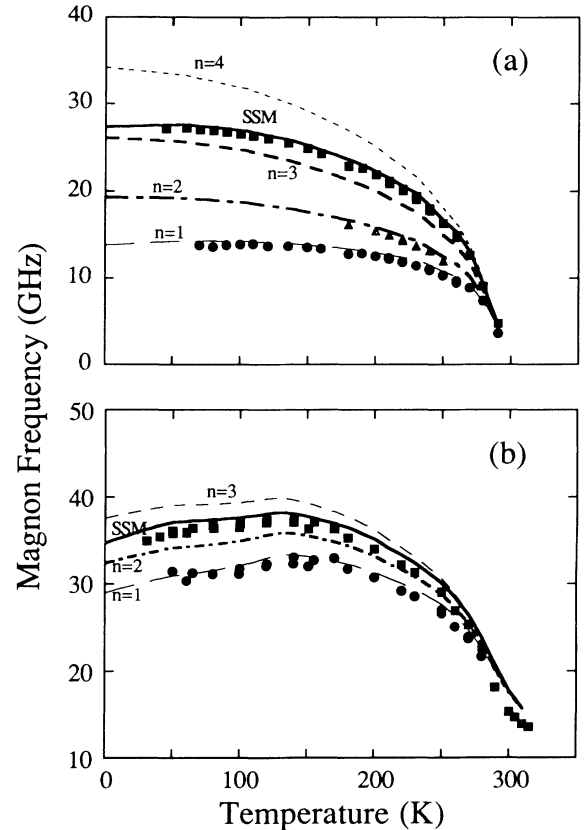 40
30
20
10
0
(a)
n=4
SSM
n=3
n=2
n=1
Magnon Frequency (GHz)
50
40
30
20
10
(b)
n=3
SSM
n=2
n=1
0
100
200
300
Temperature (K)